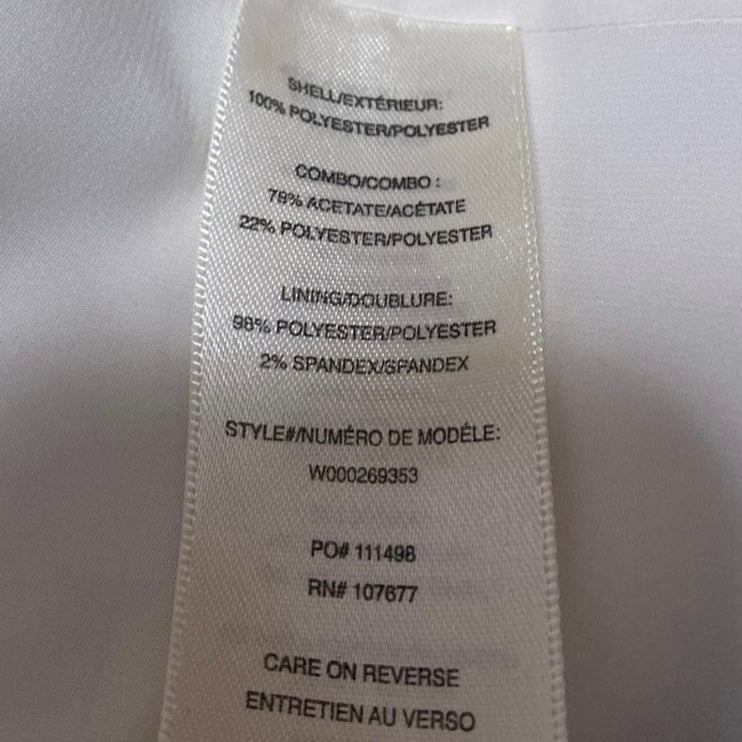 SHELL/EXTÉRIEUR:
100% POLYESTER/POLYESTER
COMBO/COMBO :
78% ACETATE/ACÉTATE
22% POLYESTER/POLYESTER
LINING/DOUBLURE:
98% POLYESTER/POLYESTER
2% SPANDEX/SPANDEX
STYLE#/NUMÉRO DE MODÉLE:
W000269353
PO# 111498
RN# 107677
CARE ON REVERSE
ENTRETIEN AU VERSO